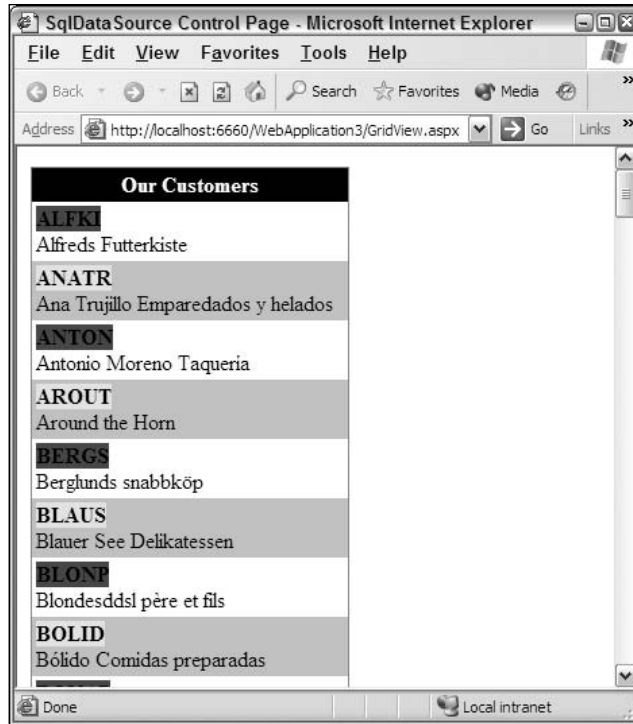 SqlDataSource Control Page - Microsoft Internet Explorer
File Edit View Favorites Tools Help
Back Search Favorites Media »
Address http://localhost:6660/WebApplication3/GridView.aspx Go Links »
Our Customers
ALFKI
Alfreds Futterkiste
ANATR
Ana Trujillo Emparedados y helados
ANTON
Antonio Moreno Taquería
AROUT
Around the Horn
BERGS
Berglunds snabbköp
BLAUS
Blauer See Delikatessen
BLONP
Blondesddsl père et fils
BOLID
Bólido Comidas preparadas
Done Local intranet